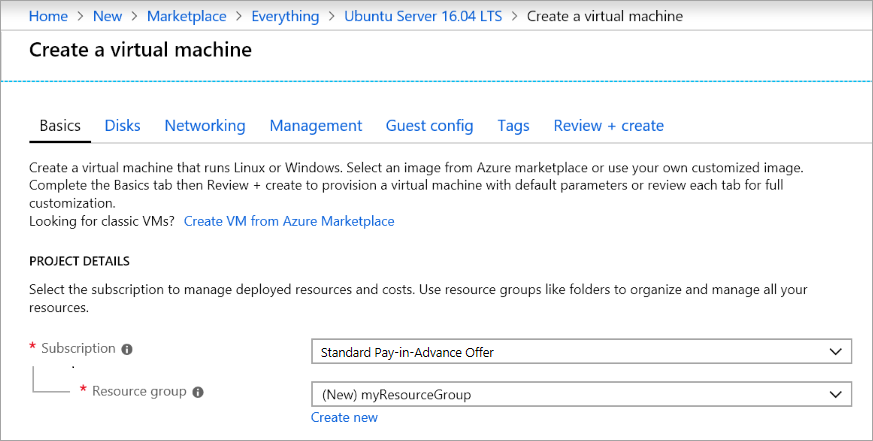 Home > New > Marketplace > Everything > Ubuntu Server 16.04 LTS > Create a virtual machine
Create a virtual machine
Basics Disks Networking Management Guest config Tags Review + create
Create a virtual machine that runs Linux or Windows. Select an image from Azure marketplace or use your own customized image.
Complete the Basics tab then Review + create to provision a virtual machine with default parameters or review each tab for full
customization.
Looking for classic VMs? Create VM from Azure Marketplace
PROJECT DETAILS
Select the subscription to manage deployed resources and costs. Use resource groups like folders to organize and manage all your
resources.
* Subscription Standard Pay-in-Advance Offer
* Resource group (New) myResourceGroup
Create new